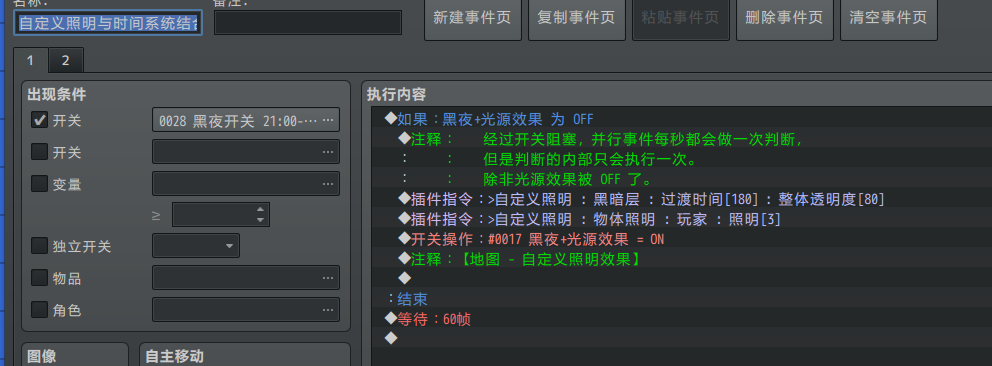 名称: 备注:
自定义照明与时间系统结合
新建事件页 复制事件页 粘贴事件页 删除事件页 清空事件页
1 2
出现条件
开关 0028 黑夜开关 21:00-… ...
开关 ...
变量 ...
≥
独立开关
物品 ...
角色 ...
图像 自主移动
执行内容
◆如果：黑夜+光源效果 为 OFF
◆注释： 经过开关阻塞，并行事件每秒都会做一次判断，
： ： 但是判断的内部只会执行一次。
： ： 除非光源效果被 OFF 了。
◆插件指令：>自定义照明 : 黑暗层 : 过渡时间[180] : 整体透明度[80]
◆插件指令：>自定义照明 : 物体照明 : 玩家 : 照明[3]
◆开关操作：#0017 黑夜+光源效果 = ON
◆注释：【地图 - 自定义照明效果】
◆
：结束
◆等待：60帧
◆